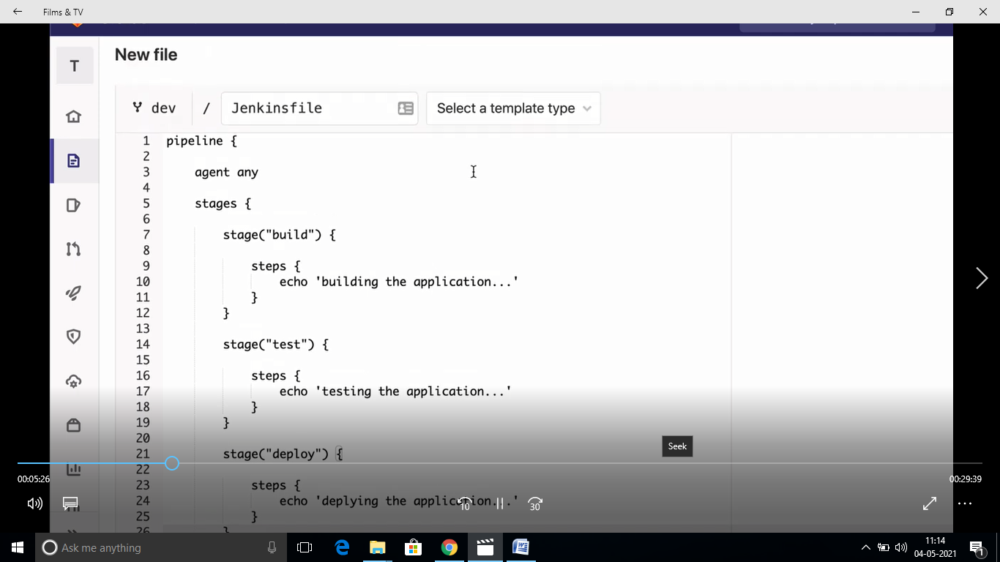 Films & TV
New file
T
dev / Jenkinsfile Select a template type
1 pipeline {
2
3 agent any
4
5 stages {
6
7 stage("build") {
8
9 steps {
10 echo 'building the application...'
11 }
12 }
13
14 stage("test") {
15
16 steps {
17 echo 'testing the application...'
18 }
19 }
20
21 stage("deploy") {
22
23 steps {
24 echo 'deplying the application...'
25 }
26 }
Seek
00:05:26 00:29:39
10 30
Ask me anything
11:14
04-05-2021
1